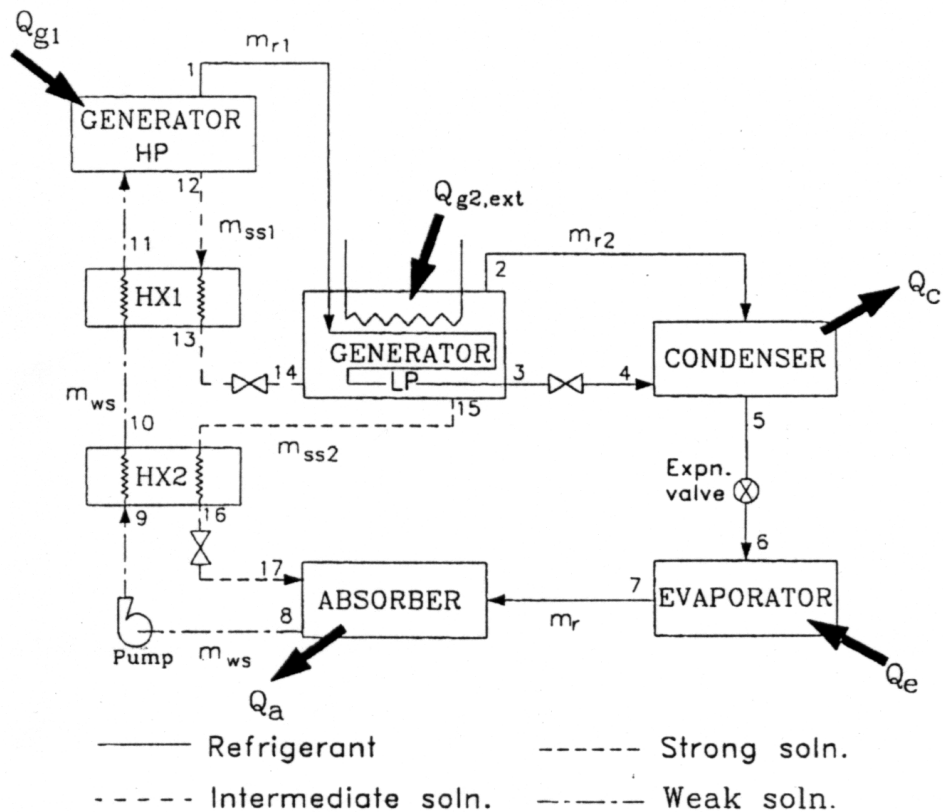 Q_g1
m_r1
1
GENERATOR
HP
12
m_ss1
11
HX1
13
14
Q_g2,ext
m_r2
2
GENERATOR
LP
3
4
15
Q_c
CONDENSER
5
m_ws
10
m_ss2
HX2
9
16
Expn.
valve
6
17
ABSORBER
8
7
m_r
EVAPORATOR
Pump
m_ws
Q_a
Q_e
Refrigerant
Strong soln.
Intermediate soln.
Weak soln.